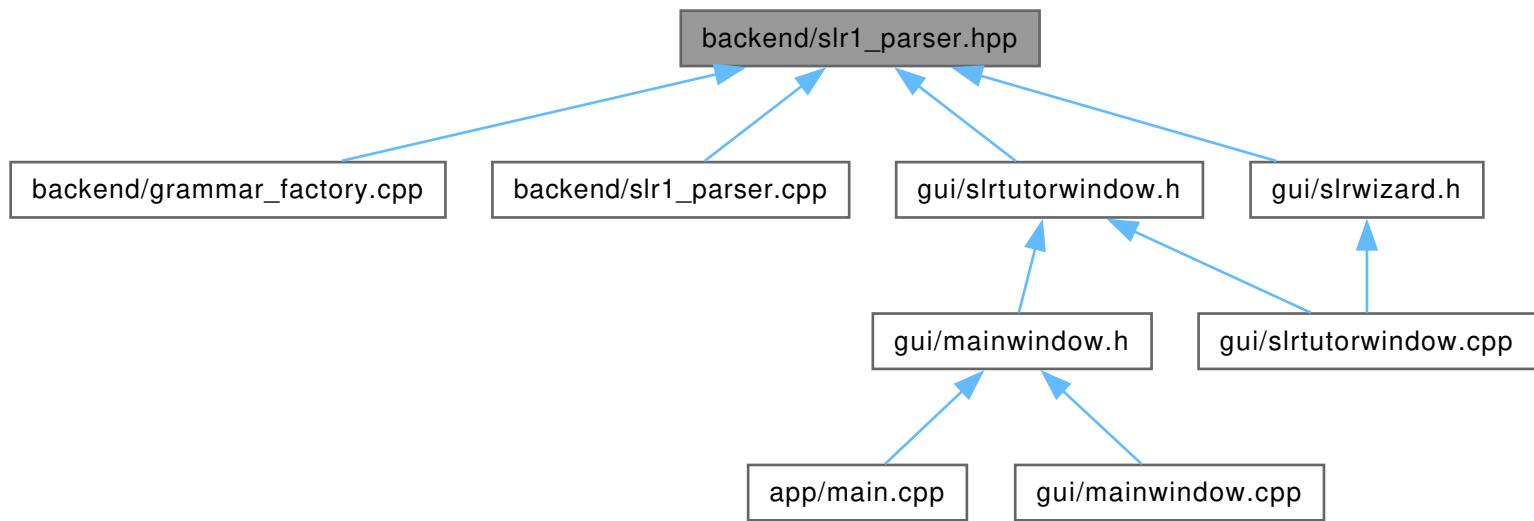 backend/slr1_parser.hpp
backend/grammar_factory.cpp
backend/slr1_parser.cpp
gui/slrtutorwindow.h
gui/slrwizard.h
gui/mainwindow.h
gui/slrtutorwindow.cpp
app/main.cpp
gui/mainwindow.cpp